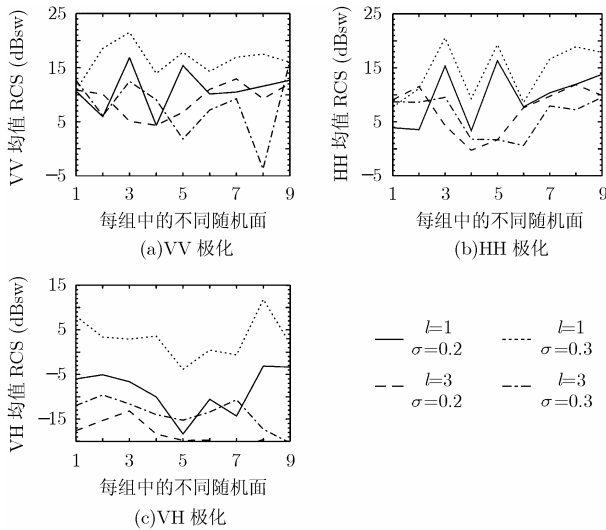 25
15
5
−5
VV 均值 RCS (dBsw)
1 3 5 7 9
每组中的不同随机面
(a)VV 极化
25
15
5
−5
HH 均值 RCS (dBsw)
1 3 5 7 9
每组中的不同随机面
(b)HH 极化
15
5
−5
−15
VH 均值 RCS (dBsw)
1 3 5 7 9
每组中的不同随机面
(c)VH 极化
l=1
σ=0.2
l=1
σ=0.3
l=3
σ=0.2
l=3
σ=0.3